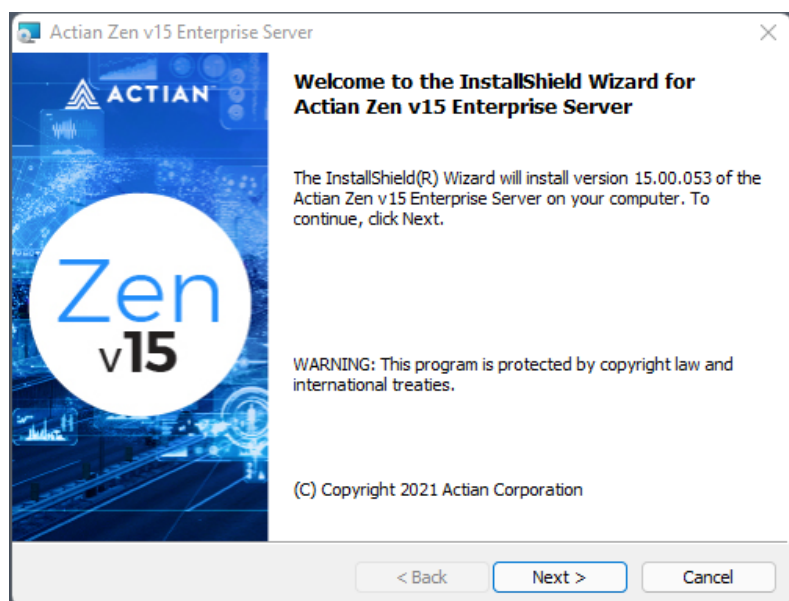 Actian Zen v15 Enterprise Server
ACTIAN
Zen
v15
Welcome to the InstallShield Wizard for
Actian Zen v15 Enterprise Server
The InstallShield(R) Wizard will install version 15.00.053 of the
Actian Zen v15 Enterprise Server on your computer. To
continue, click Next.
WARNING: This program is protected by copyright law and
international treaties.
(C) Copyright 2021 Actian Corporation
< Back
Next >
Cancel